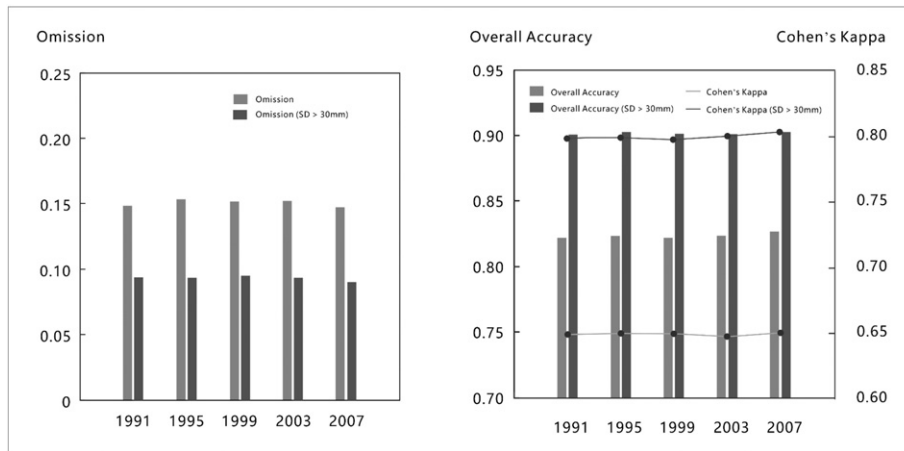 Omission
0.25
0.20
0.15
0.10
0.05
0
Omission
Omission (SD > 30mm)
1991 1995 1999 2003 2007
Overall Accuracy
Cohen's Kappa
0.95
0.90
0.85
0.80
0.75
0.70
Overall Accuracy
Overall Accuracy (SD > 30mm)
Cohen's Kappa
Cohen's Kappa (SD > 30mm)
0.85
0.80
0.75
0.70
0.65
0.60
1991 1995 1999 2003 2007